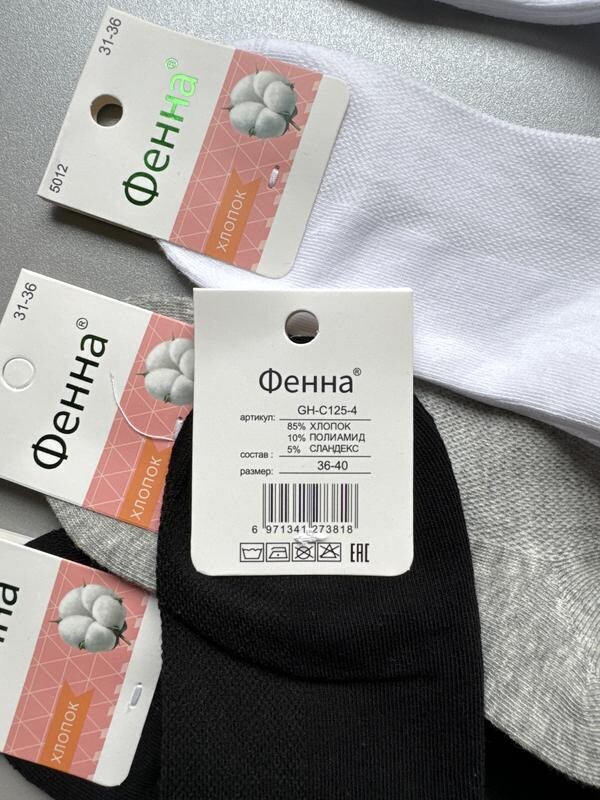 31-36
Фенна®
5012
ХЛОПОК
31-36
Фенна®
ХЛОПОК
Фенна®
артикул: GH-C125-4
85% ХЛОПОК
10% ПОЛИАМИД
состав : 5% СЛАНДЕКС
размер: 36-40
6 971341 273818
EAC
ХЛОПОК